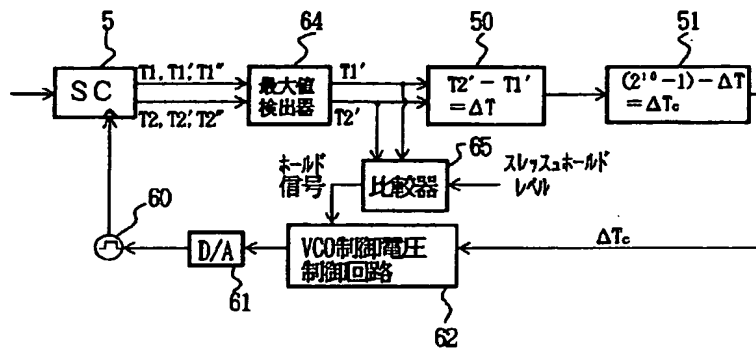 5
SC
T1, T1', T1"
T2, T2', T2"
64
最大値
検出器
T1'
T2'
50
T2' − T1'
=ΔT
51
(2¹⁰−1)−ΔT
=ΔTc
ホールド
信号
65
比較器
スレッシュホールド
レベル
60
D/A
61
VCO制御電圧
制御回路
62
ΔTc